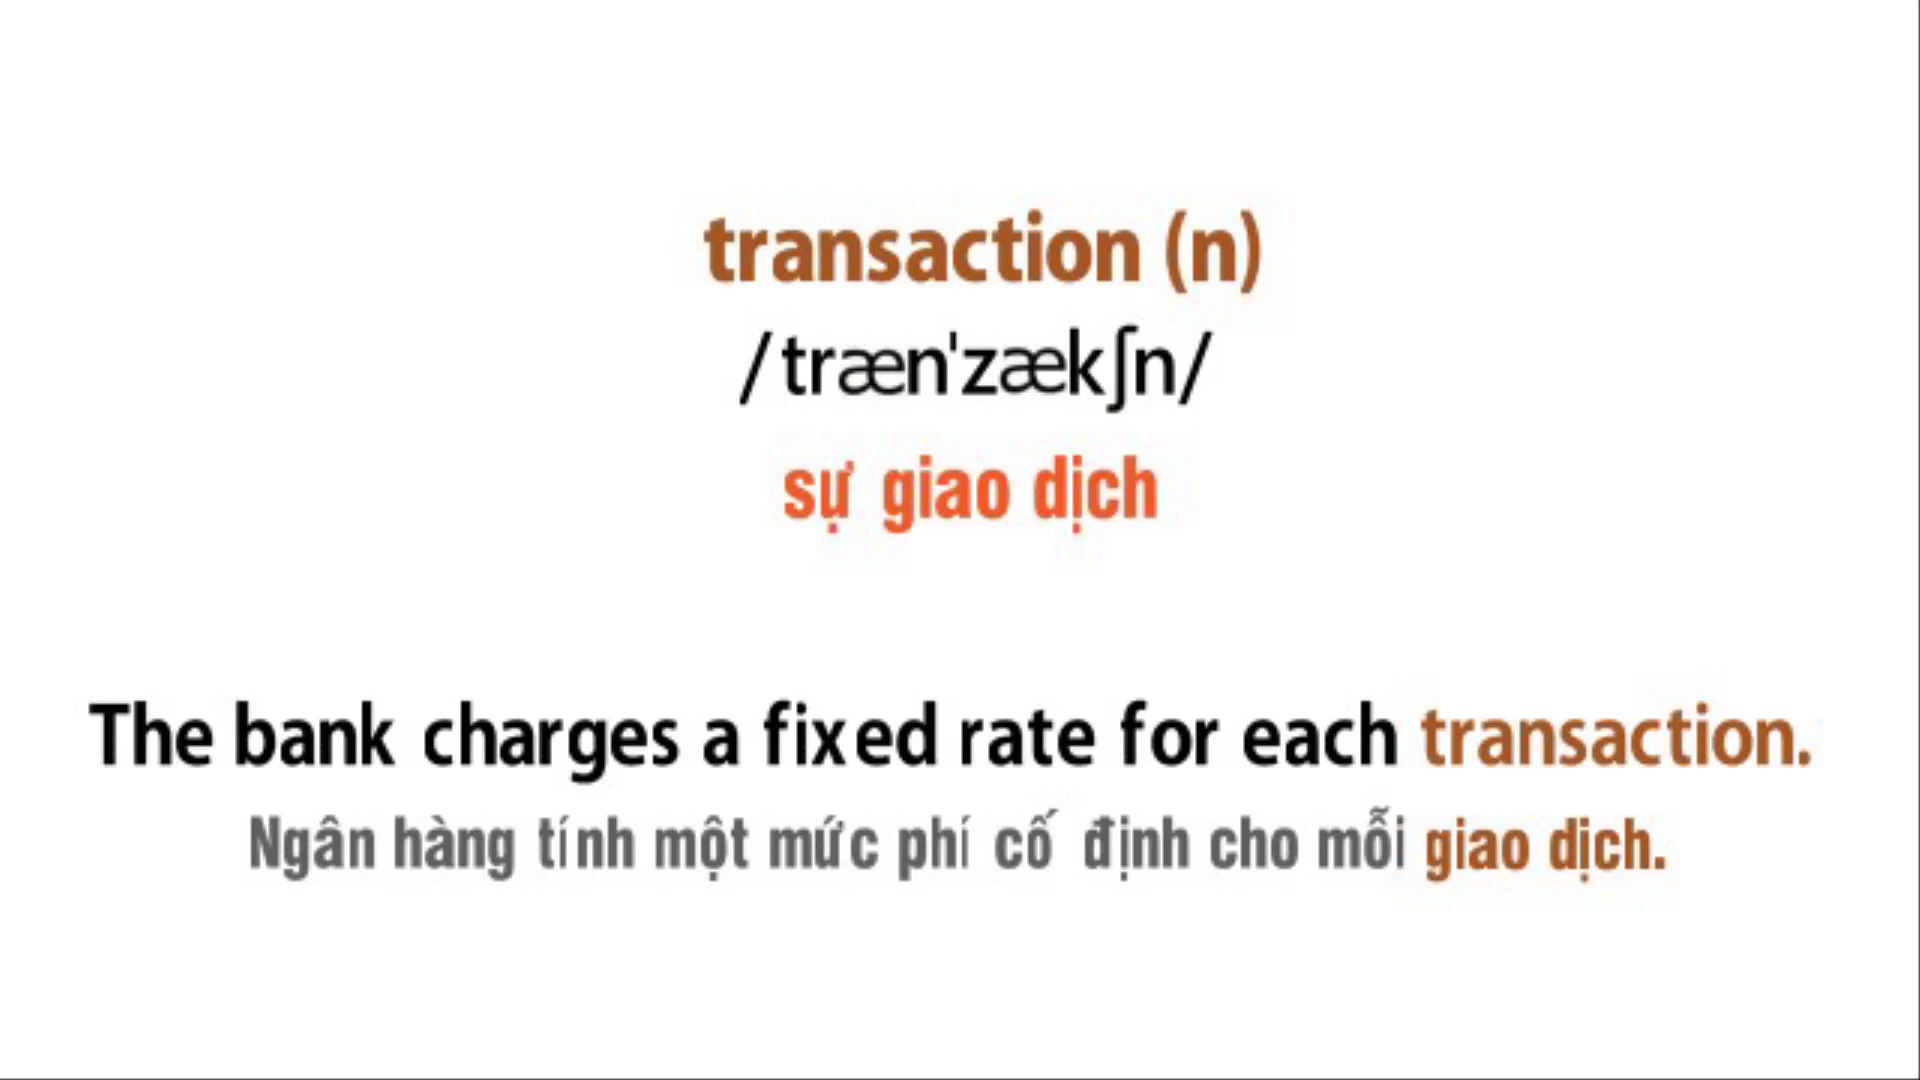 transaction (n)
/træn'zækʃn/
sự giao dịch
The bank charges a fixed rate for each transaction.
Ngân hàng tính một mức phí cố định cho mỗi giao dịch.